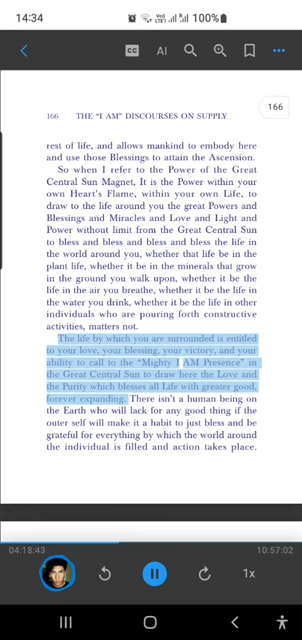 14:34
100%
CC AI
166
166 THE “I AM” DISCOURSES ON SUPPLY
rest of life, and allows mankind to embody here
and use those Blessings to attain the Ascension.
So when I refer to the Power of the Great
Central Sun Magnet, It is the Power within your
own Heart's Flame, within your own Life, to
draw to the life around you the great Powers and
Blessings and Miracles and Love and Light and
Power without limit from the Great Central Sun
to bless and bless and bless and bless the life in
the world around you, whether that life be in the
plant life, whether it be in the minerals that grow
in the ground you walk upon, whether it be the
life in the air you breathe, whether it be the life in
the water you drink, whether it be the life in other
individuals who are pouring forth constructive
activities, matters not.
The life by which you are surrounded is entitled
to your love, your blessing, your victory, and your
ability to call to the “Mighty I AM Presence” in
the Great Central Sun to draw here the Love and
the Purity which blesses all Life with greater good,
forever expanding. There isn't a human being on
the Earth who will lack for any good thing if the
outer self will make it a habit to just bless and be
grateful for everything by which the world around
the individual is filled and action takes place.
04:18:43 10:57:02
1x